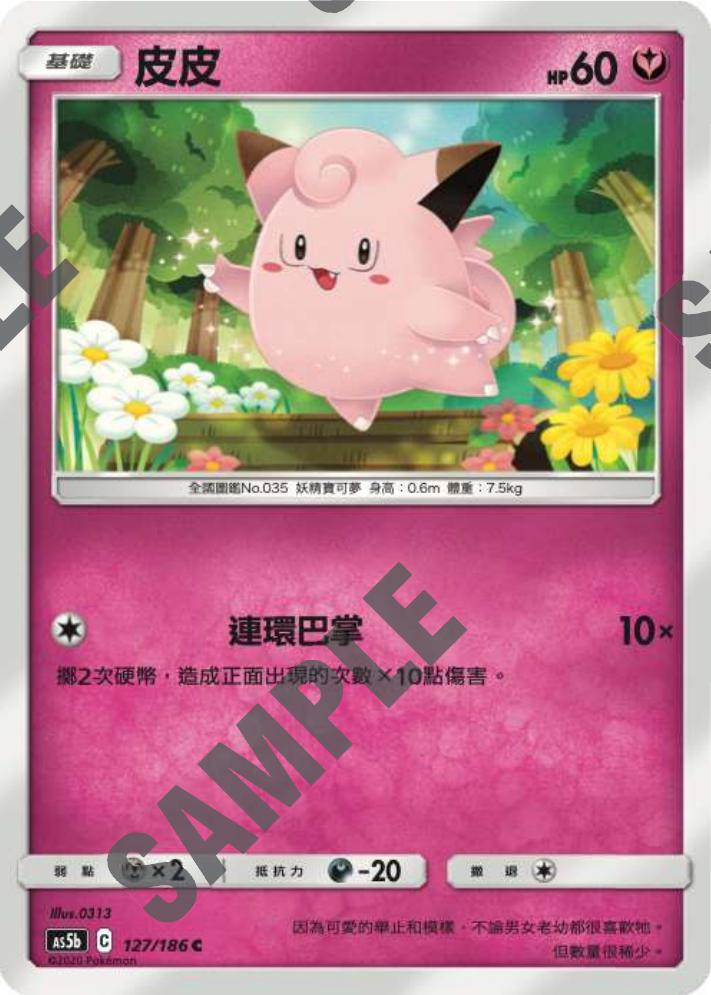 基礎 皮皮 HP60
全國圖鑑No.035 妖精寶可夢 身高：0.6m 體重：7.5kg
連環巴掌 10×
擲2次硬幣，造成正面出現的次數×10點傷害。
弱點 ×2 抵抗力 -20 撤退
Illus.0313
AS5b C 127/186 C
©2020 Pokémon
因為可愛的舉止和模樣，不論男女老幼都很喜歡牠。
但數量很稀少。
SAMPLE